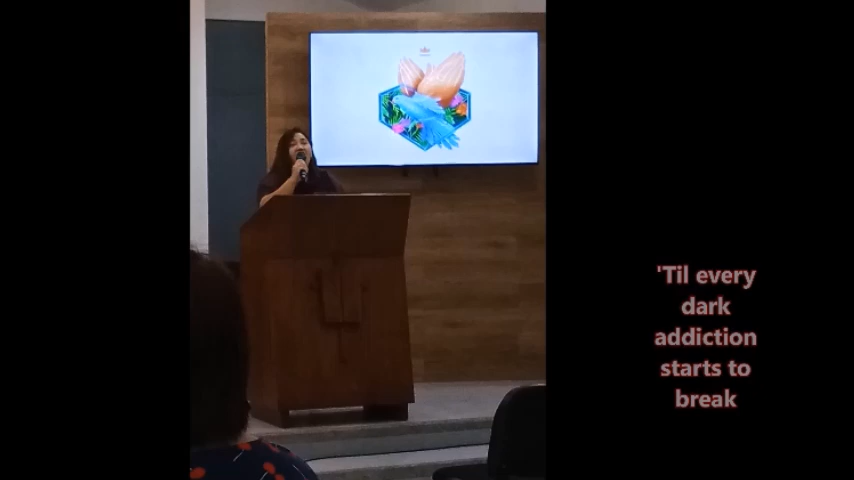 'Til every
dark
addiction
starts to
break